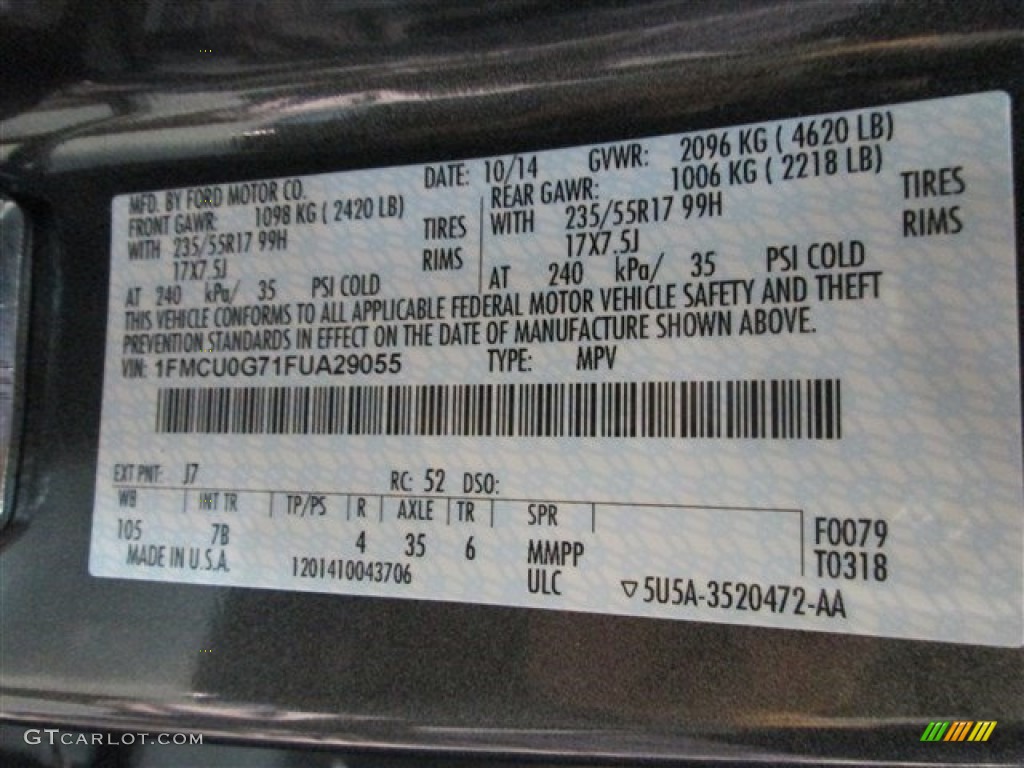 MFD. BY FORD MOTOR CO. DATE: 10/14 GVWR: 2096 KG ( 4620 LB)
FRONT GAWR: 1098 KG ( 2420 LB) REAR GAWR: 1006 KG ( 2218 LB)
WITH 235/55R17 99H TIRES WITH 235/55R17 99H TIRES
17X7.5J RIMS 17X7.5J RIMS
AT 240 kPa/ 35 PSI COLD AT 240 kPa/ 35 PSI COLD
THIS VEHICLE CONFORMS TO ALL APPLICABLE FEDERAL MOTOR VEHICLE SAFETY AND THEFT
PREVENTION STANDARDS IN EFFECT ON THE DATE OF MANUFACTURE SHOWN ABOVE.
VIN: 1FMCU0G71FUA29055 TYPE: MPV
EXT PNT: J7 RC: 52 DSO:
WB INT TR TP/PS R AXLE TR SPR
105 7B 4 35 6 MMPP F0079
ULC T0318
MADE IN U.S.A. 1201410043706 ▽5U5A-3520472-AA
GTCARLOT.COM